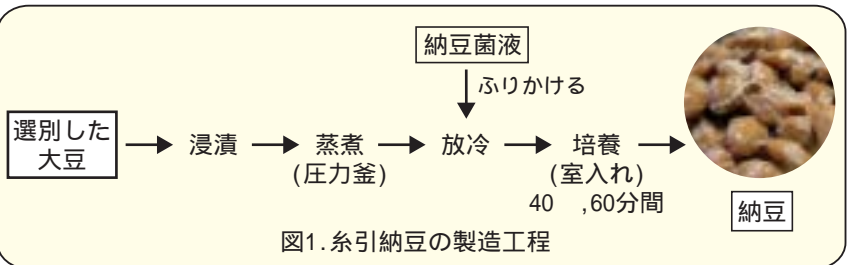 納豆菌液
ふりかける
選別した
大豆
浸漬
蒸煮
(圧力釜)
放冷
培養
(室入れ)
40 ,60分間
納豆
図1.糸引納豆の製造工程